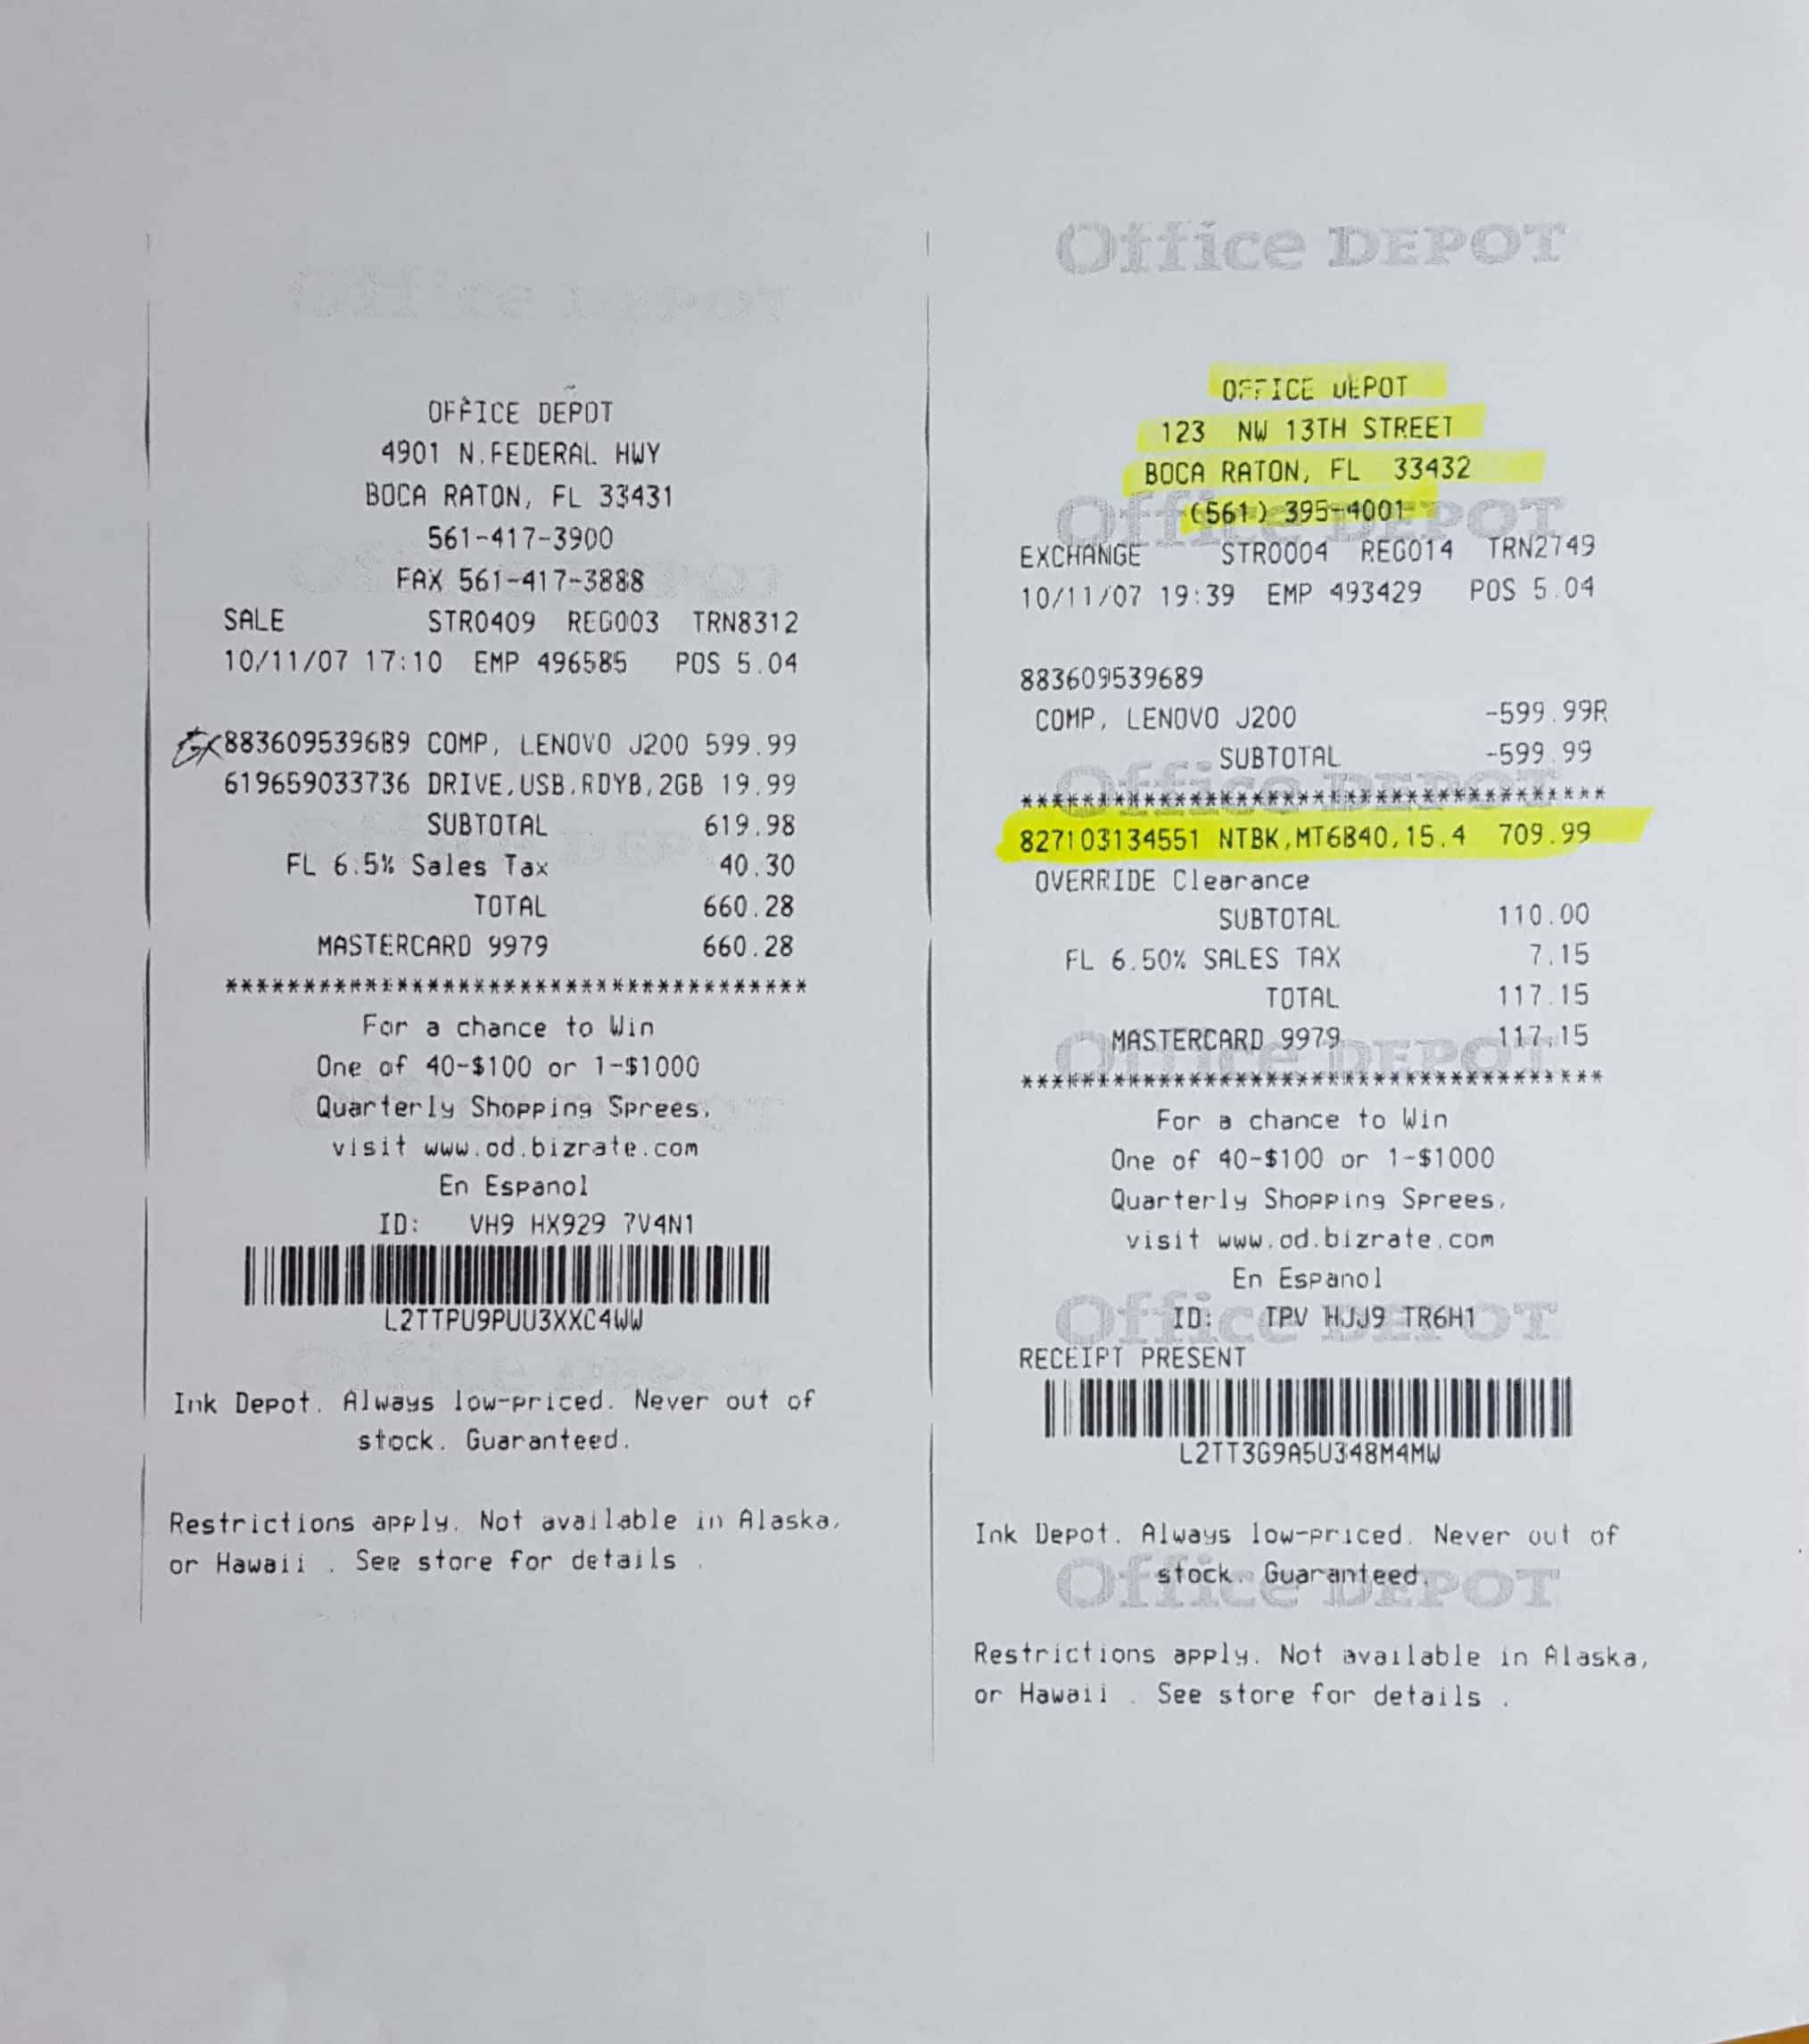 OFFICE DEPOT
4901 N.FEDERAL HWY
BOCA RATON, FL 33431
561-417-3900
FAX 561-417-3888
SALE STR0409 REG003 TRN8312
10/11/07 17:10 EMP 496585 POS 5.04
883609539689 COMP, LENOVO J200 599.99
619659033736 DRIVE,USB,RDYB,2GB 19.99
SUBTOTAL 619.98
FL 6.5% Sales Tax 40.30
TOTAL 660.28
MASTERCARD 9979 660.28
**************************************
For a chance to Win
One of 40-$100 or 1-$1000
Quarterly Shopping Sprees,
visit www.od.bizrate.com
En Espanol
ID: VH9 HX929 7V4N1
L2TTPU9PUU3XXC4WW
Ink Depot. Always low-priced. Never out of
stock. Guaranteed.
Restrictions apply. Not available in Alaska,
or Hawaii . See store for details .
Office DEPOT
OFFICE DEPOT
123 NW 13TH STREET
BOCA RATON, FL 33432
(561) 395-4001
Office DEPOT
EXCHANGE STR0004 REG014 TRN2749
10/11/07 19:39 EMP 493429 POS 5.04
883609539689
COMP, LENOVO J200 -599.99R
SUBTOTAL -599.99
Office DEPOT
**************************************
827103134551 NTBK,MT6840,15.4 709.99
OVERRIDE Clearance
SUBTOTAL 110.00
FL 6.50% SALES TAX 7.15
TOTAL 117.15
MASTERCARD 9979 117.15
Office DEPOT
**************************************
For a chance to Win
One of 40-$100 or 1-$1000
Quarterly Shopping Sprees,
visit www.od.bizrate.com
En Espanol
ID: TPV HJJ9 TR6H1
Office DEPOT
RECEIPT PRESENT
L2TT3G9A5U348M4MW
Ink Depot. Always low-priced. Never out of
stock. Guaranteed.
Office DEPOT
Restrictions apply. Not available in Alaska,
or Hawaii . See store for details .